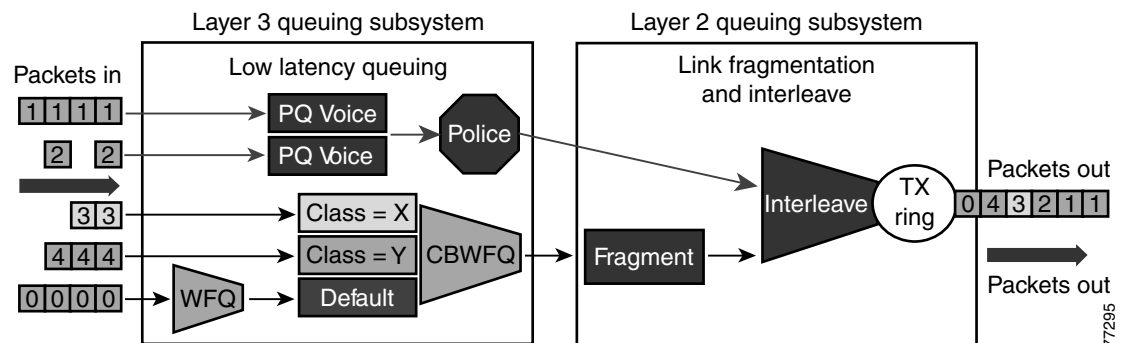 Layer 3 queuing subsystem
Layer 2 queuing subsystem
Low latency queuing
Link fragmentation
and interleave
Packets in
1 1 1 1
PQ Voice
Police
2 2
PQ Voice
3 3
Class = X
4 4 4
Class = Y
CBWFQ
0 0 0 0
WFQ
Default
Fragment
Interleave
TX
ring
Packets out
0 4 3 2 1 1
Packets out
77295